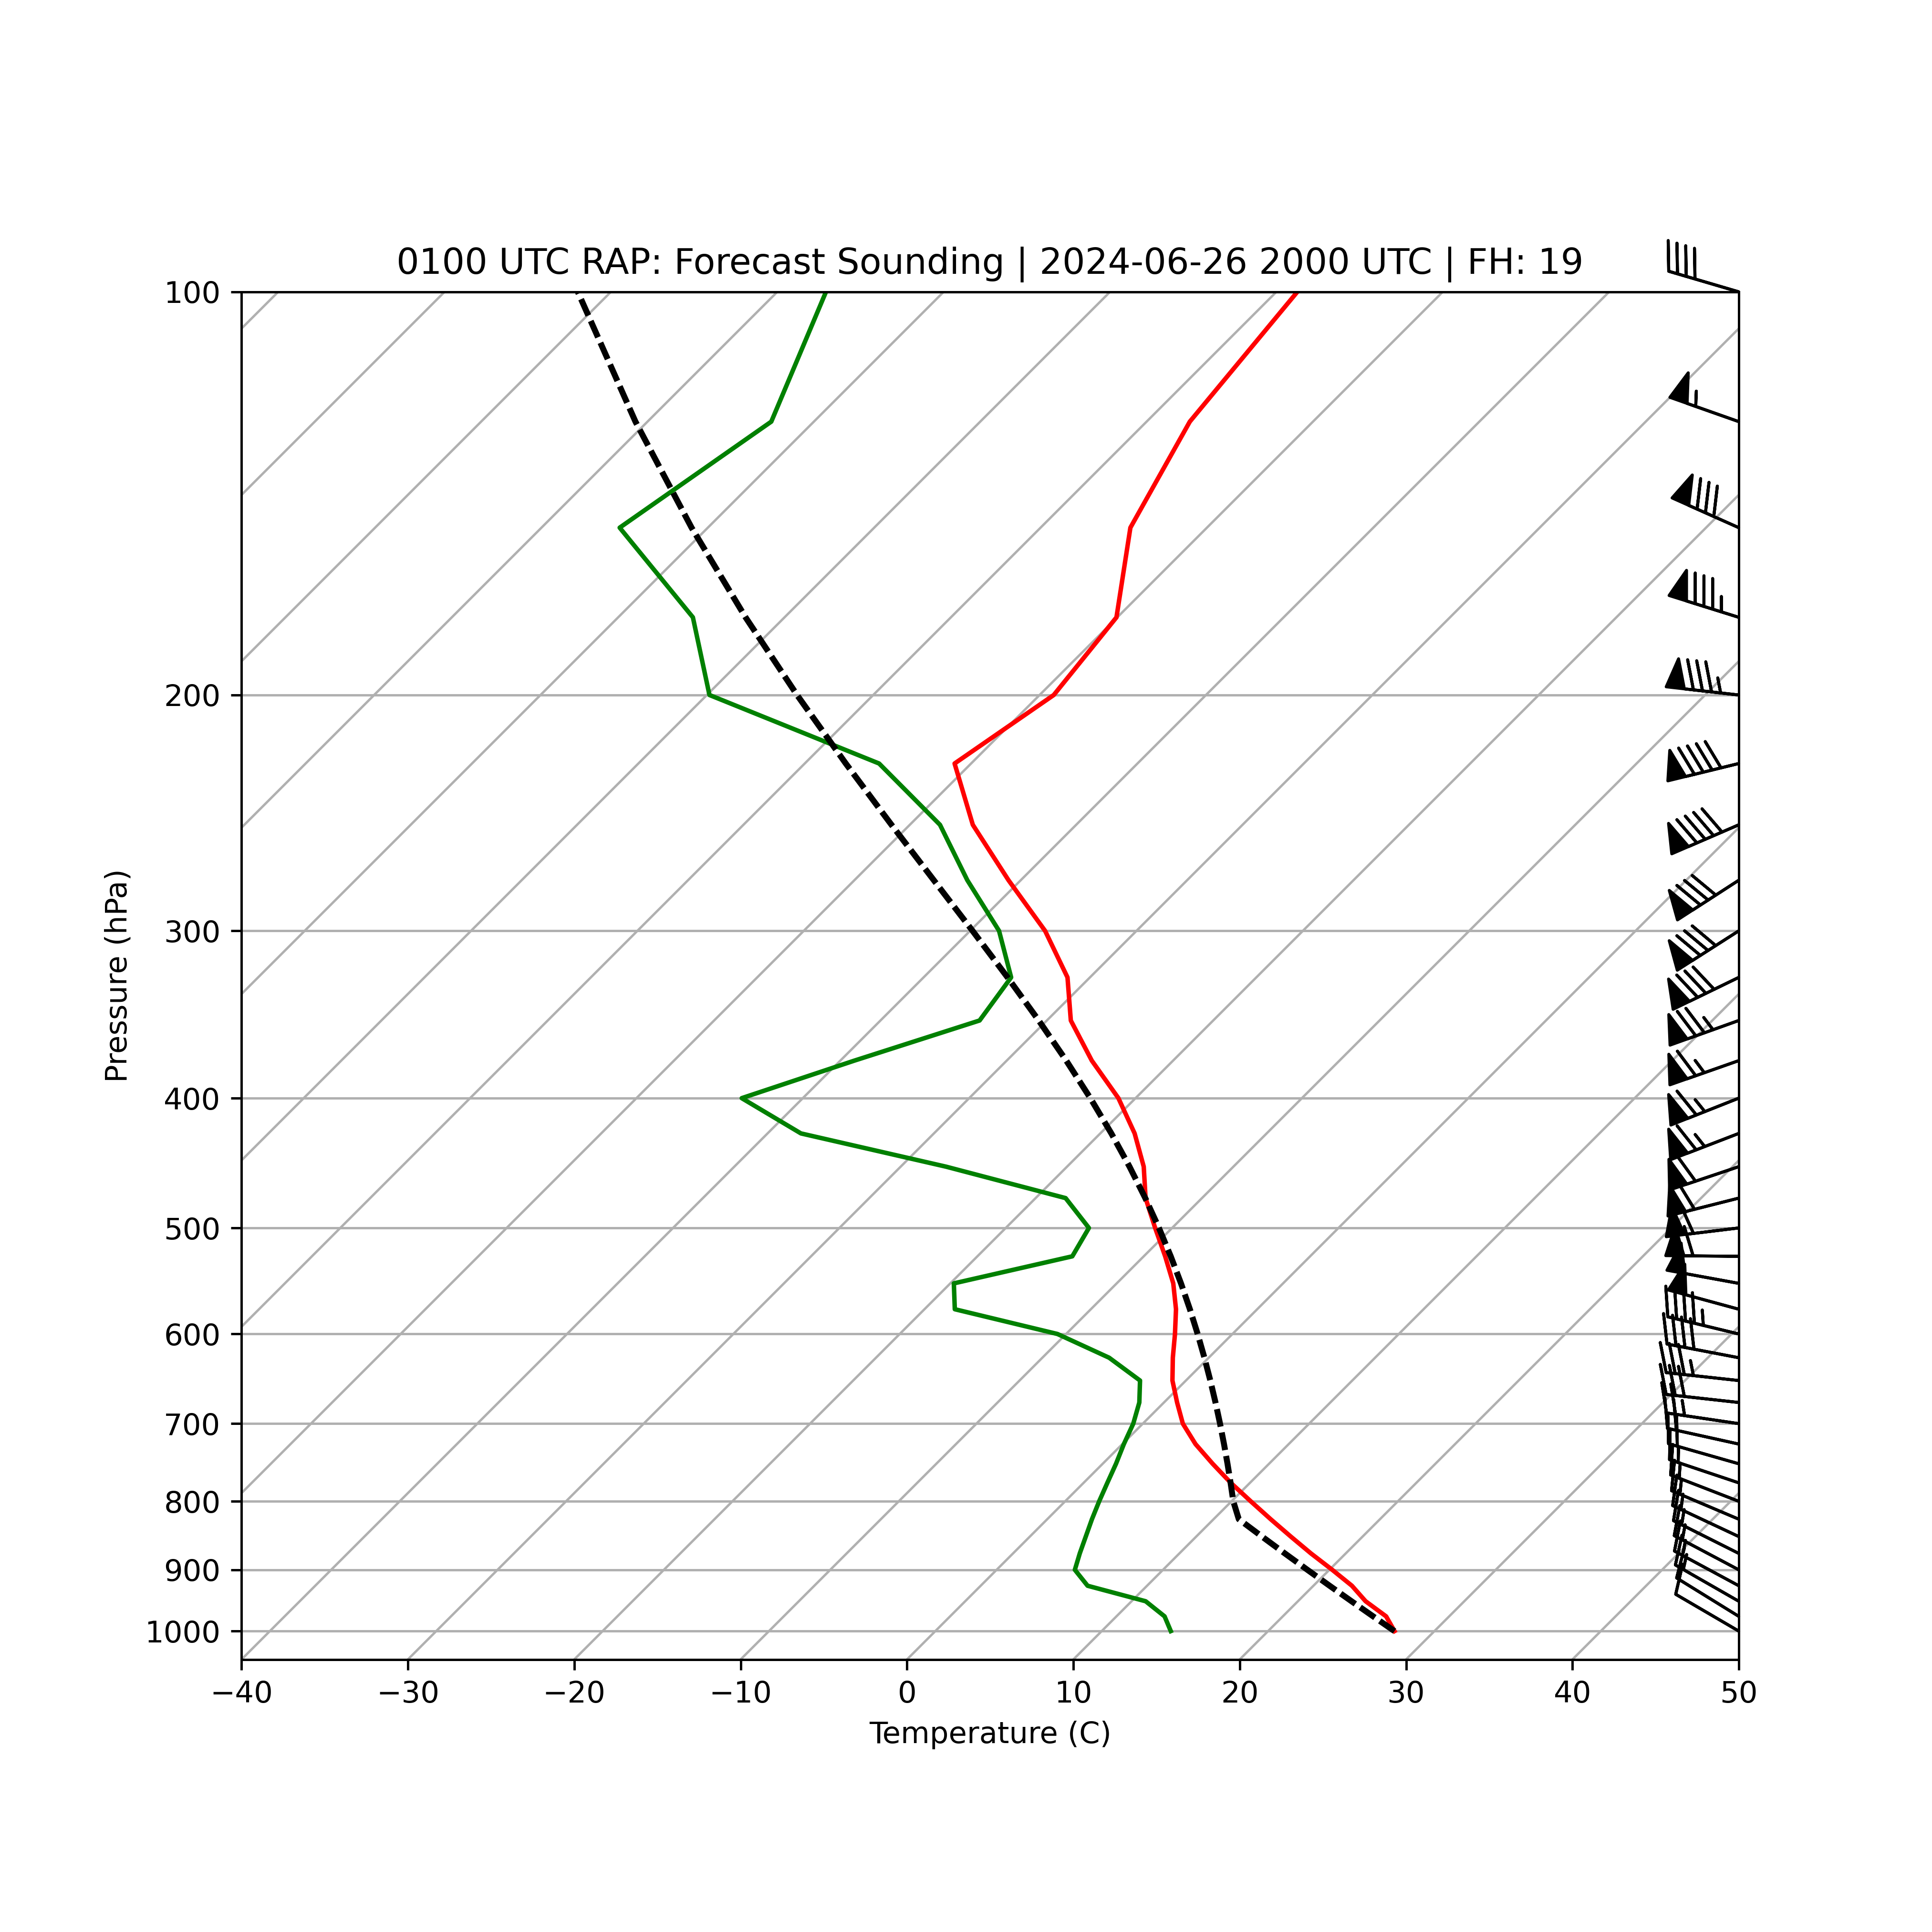 0100 UTC RAP: Forecast Sounding | 2024-06-26 2000 UTC | FH: 19
100
200
300
400
500
600
700
800
900
1000
Pressure (hPa)
−40 −30 −20 −10 0 10 20 30 40 50
Temperature (C)